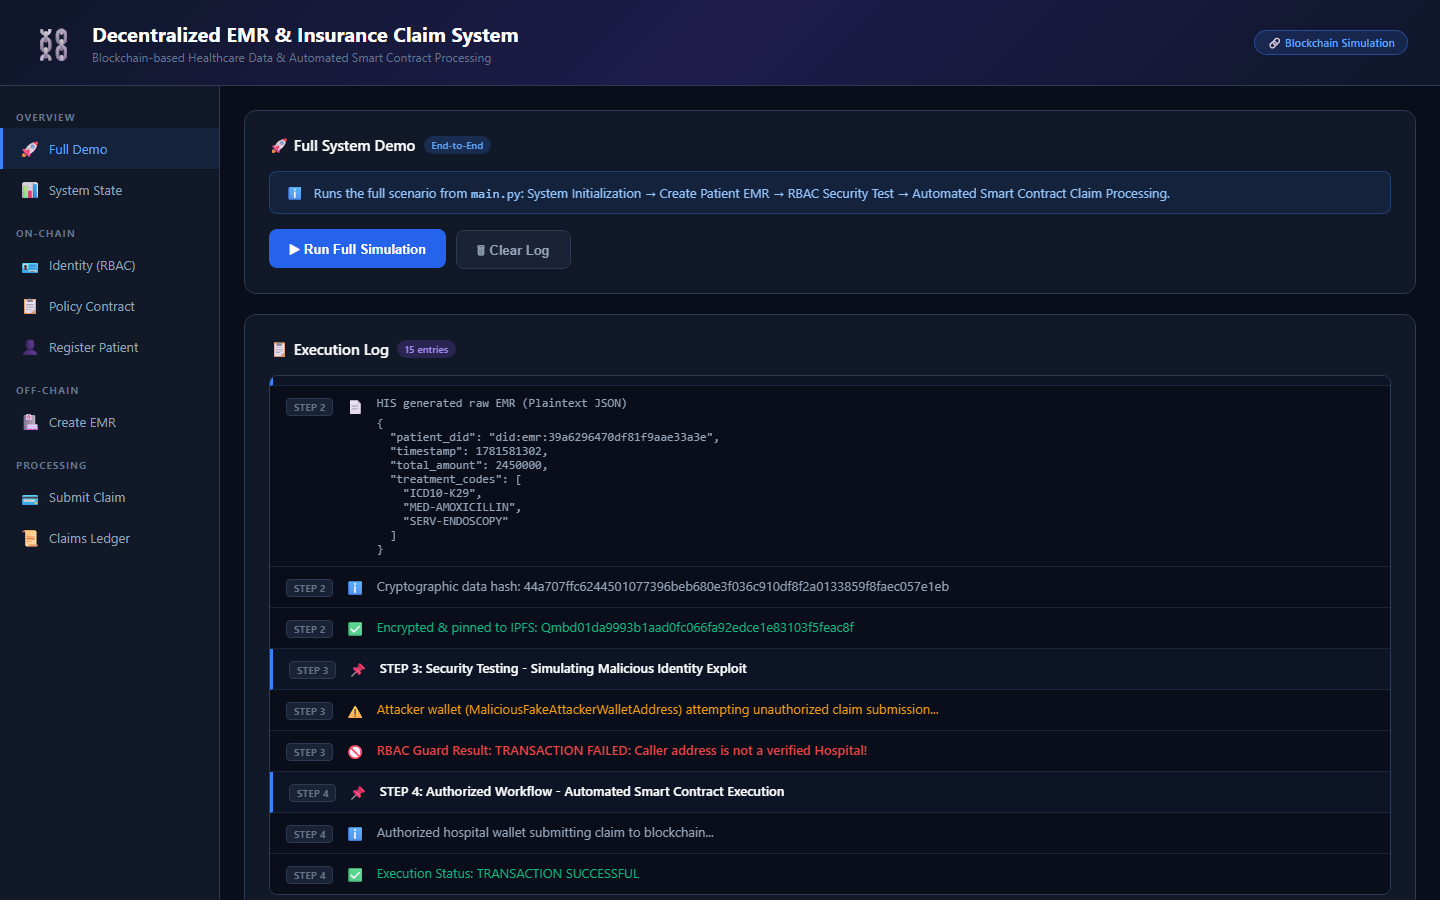 Decentralized EMR & Insurance Claim System
Blockchain-based Healthcare Data & Automated Smart Contract Processing
Blockchain Simulation
OVERVIEW
Full Demo
System State
ON-CHAIN
Identity (RBAC)
Policy Contract
Register Patient
OFF-CHAIN
Create EMR
PROCESSING
Submit Claim
Claims Ledger
Full System Demo End-to-End
Runs the full scenario from main.py: System Initialization → Create Patient EMR → RBAC Security Test → Automated Smart Contract Claim Processing.
Run Full Simulation
Clear Log
Execution Log 15 entries
STEP 2 HIS generated raw EMR (Plaintext JSON)
{
"patient_did": "did:emr:39a6296470df81f9aae33a3e",
"timestamp": 1781581302,
"total_amount": 2450000,
"treatment_codes": [
"ICD10-K29",
"MED-AMOXICILLIN",
"SERV-ENDOSCOPY"
]
}
STEP 2 Cryptographic data hash: 44a707ffc6244501077396beb680e3f036c910df8f2a0133859f8faec057e1eb
STEP 2 Encrypted & pinned to IPFS: Qmbd01da9993b1aad0fc066fa92edce1e83103f5feac8f
STEP 3 STEP 3: Security Testing - Simulating Malicious Identity Exploit
STEP 3 Attacker wallet (MaliciousFakeAttackerWalletAddress) attempting unauthorized claim submission...
STEP 3 RBAC Guard Result: TRANSACTION FAILED: Caller address is not a verified Hospital!
STEP 4 STEP 4: Authorized Workflow - Automated Smart Contract Execution
STEP 4 Authorized hospital wallet submitting claim to blockchain...
STEP 4 Execution Status: TRANSACTION SUCCESSFUL